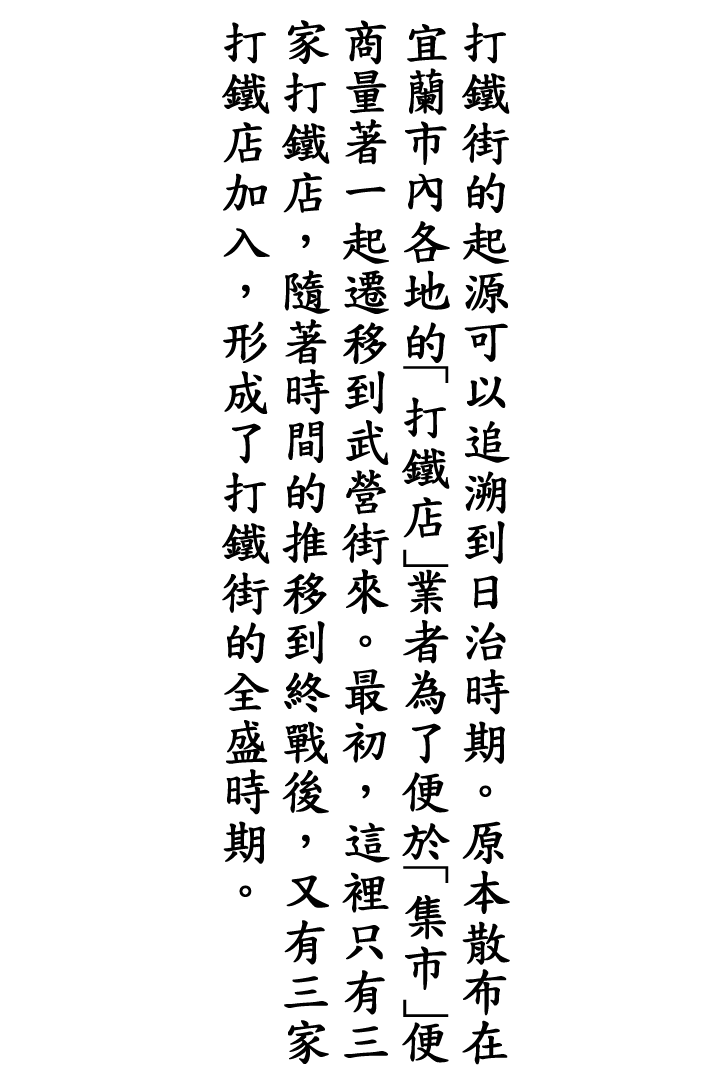 打鐵街的起源可以追溯到日治時期。原本散布在
宜蘭市內各地的「打鐵店」業者為了便於「集市」便
商量著一起遷移到武營街來。最初，這裡只有三
家打鐵店，隨著時間的推移到終戰後，又有三家
打鐵店加入，形成了打鐵街的全盛時期。